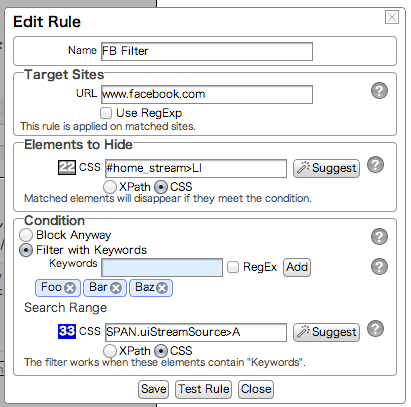 Edit Rule
Name FB Filter
Target Sites
URL www.facebook.com
Use RegExp
This rule is applied on matched sites.
Elements to Hide
22 CSS #home_stream>LI Suggest
XPath CSS
Matched elements will disappear if they meet the condition.
Condition
Block Anyway
Filter with Keywords
Keywords RegEx Add
Foo Bar Baz
Search Range
33 CSS SPAN.uiStreamSource>A Suggest
XPath CSS
The filter works when these elements contain "Keywords".
Save Test Rule Close